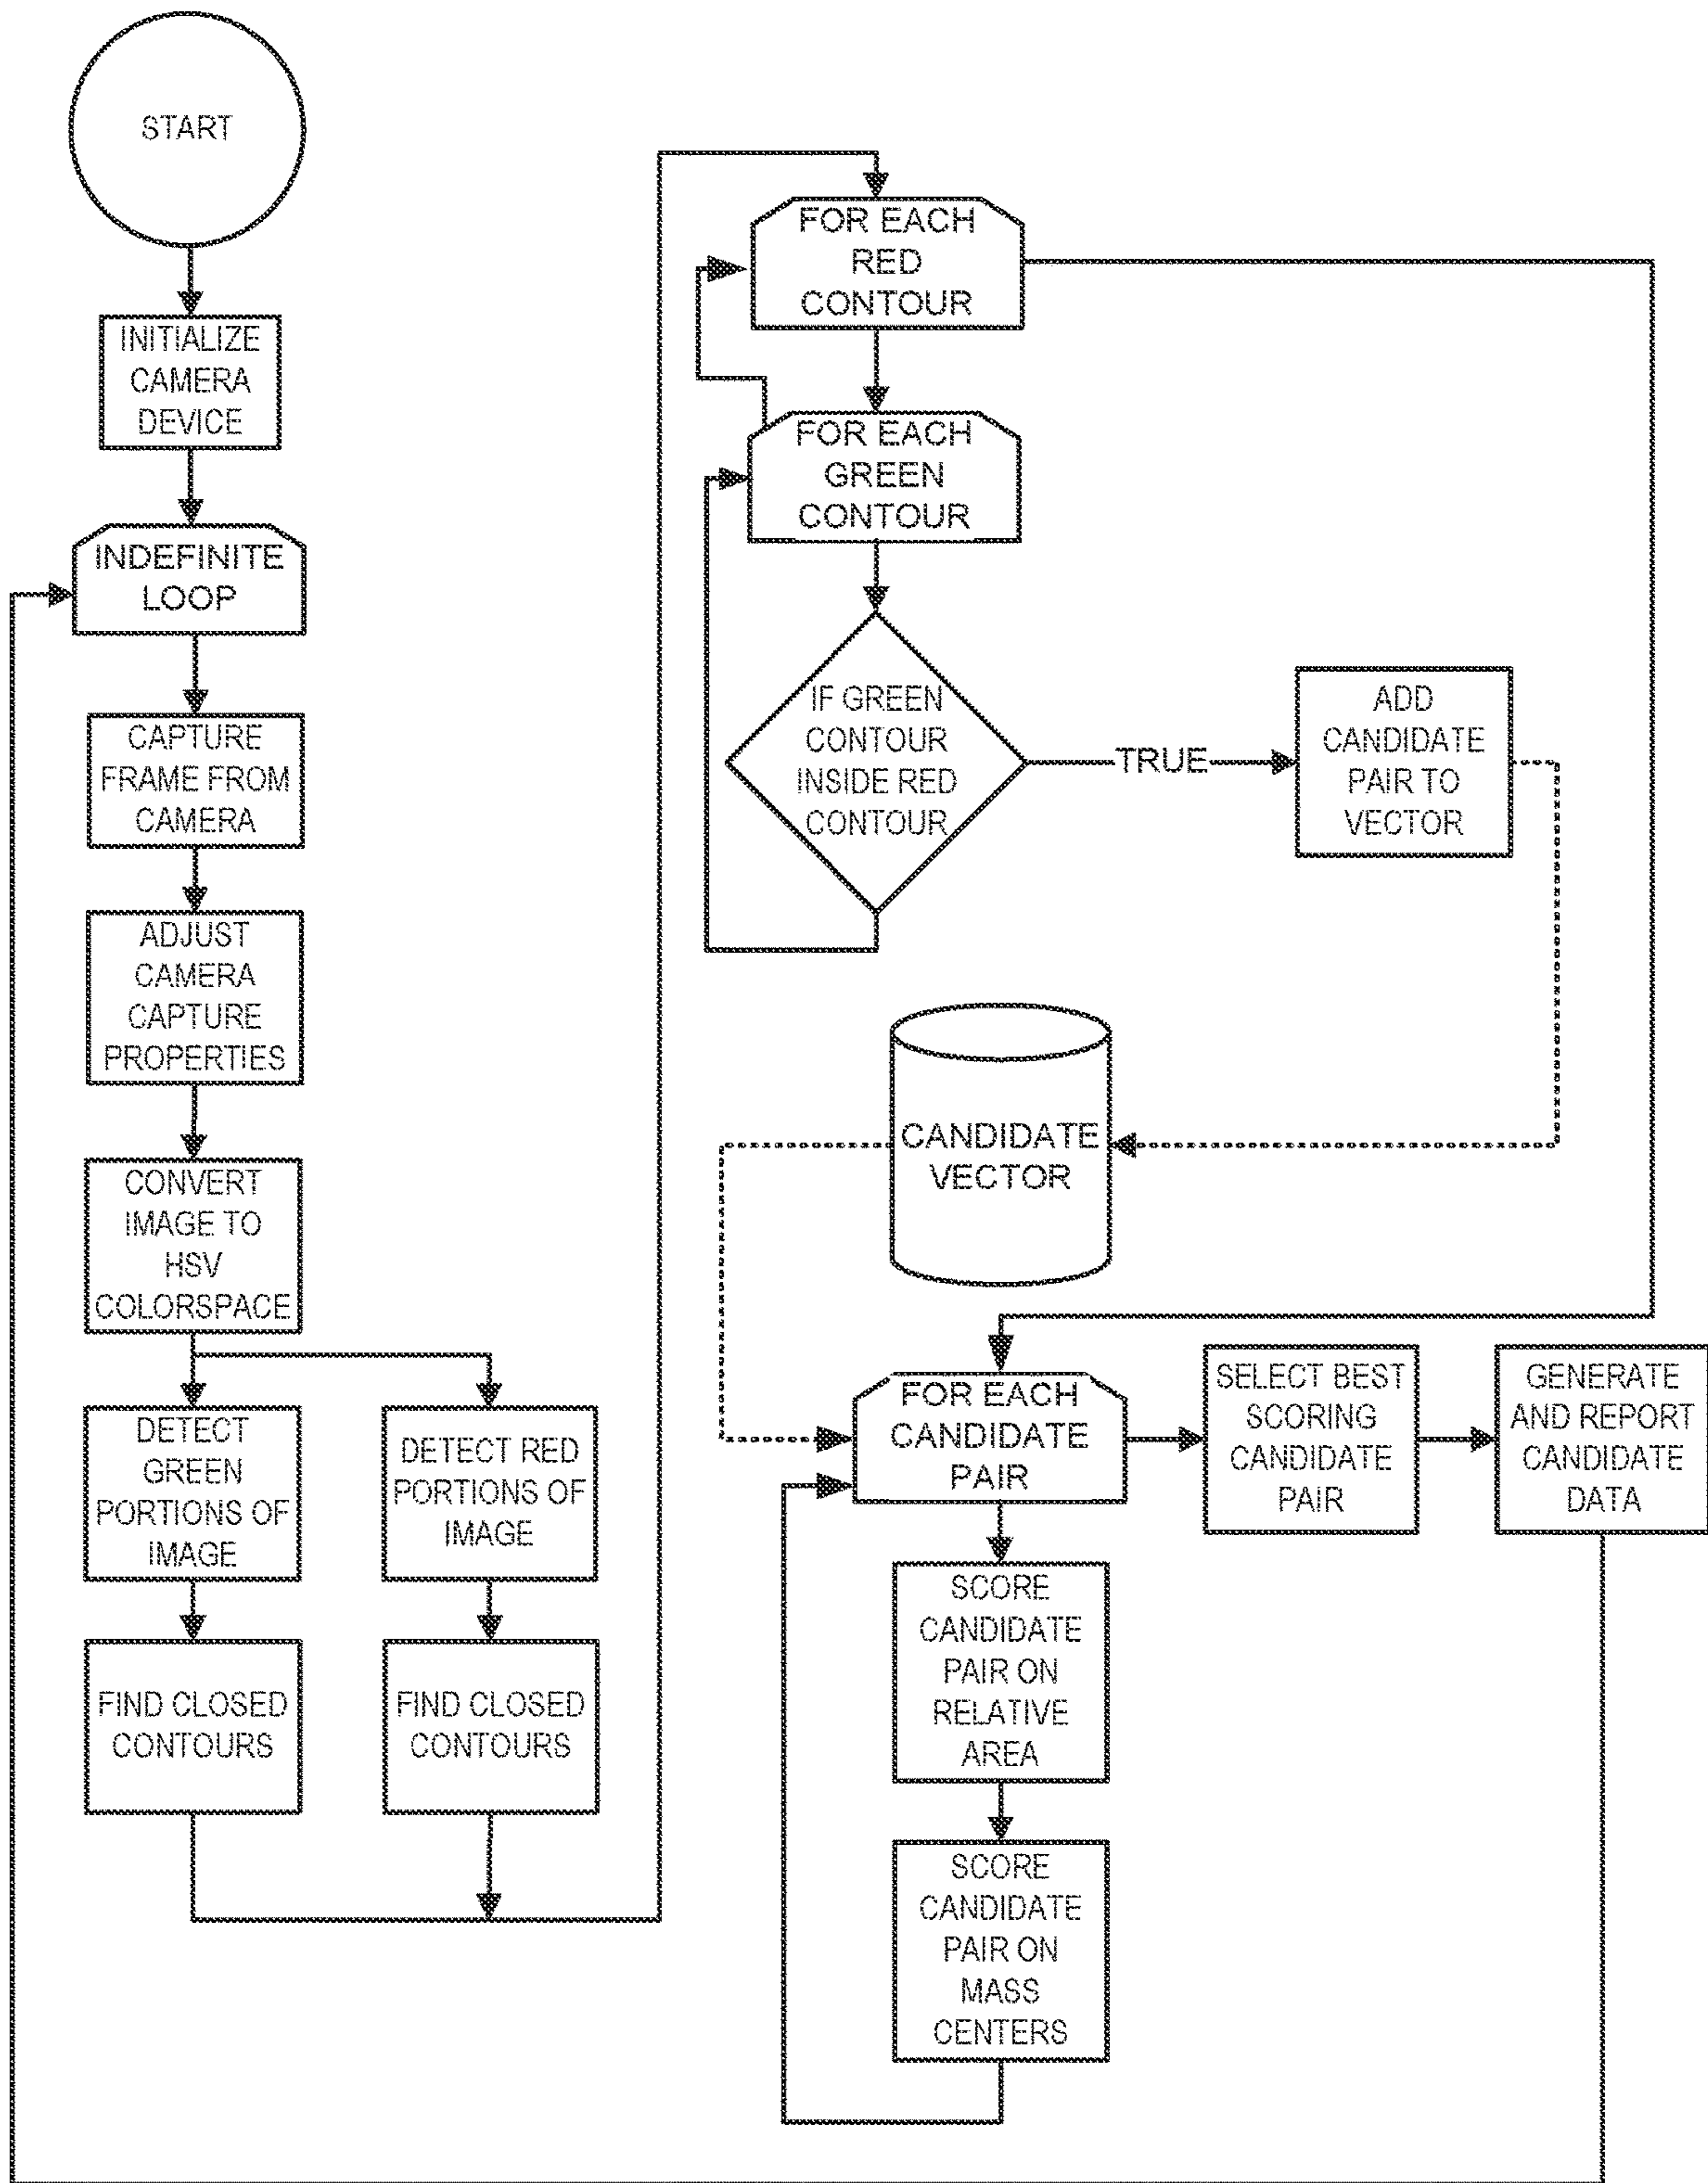 START
INITIALIZE
CAMERA
DEVICE
INDEFINITE
LOOP
CAPTURE
FRAME FROM
CAMERA
ADJUST
CAMERA
CAPTURE
PROPERTIES
CONVERT
IMAGE TO
HSV
COLORSPACE
DETECT
GREEN
PORTIONS OF
IMAGE
DETECT RED
PORTIONS OF
IMAGE
FIND CLOSED
CONTOURS
FIND CLOSED
CONTOURS
FOR EACH
RED
CONTOUR
FOR EACH
GREEN
CONTOUR
IF GREEN
CONTOUR
INSIDE RED
CONTOUR
TRUE
ADD
CANDIDATE
PAIR TO
VECTOR
CANDIDATE
VECTOR
FOR EACH
CANDIDATE
PAIR
SELECT BEST
SCORING
CANDIDATE
PAIR
GENERATE
AND REPORT
CANDIDATE
DATA
SCORE
CANDIDATE
PAIR ON
RELATIVE
AREA
SCORE
CANDIDATE
PAIR ON
MASS
CENTERS